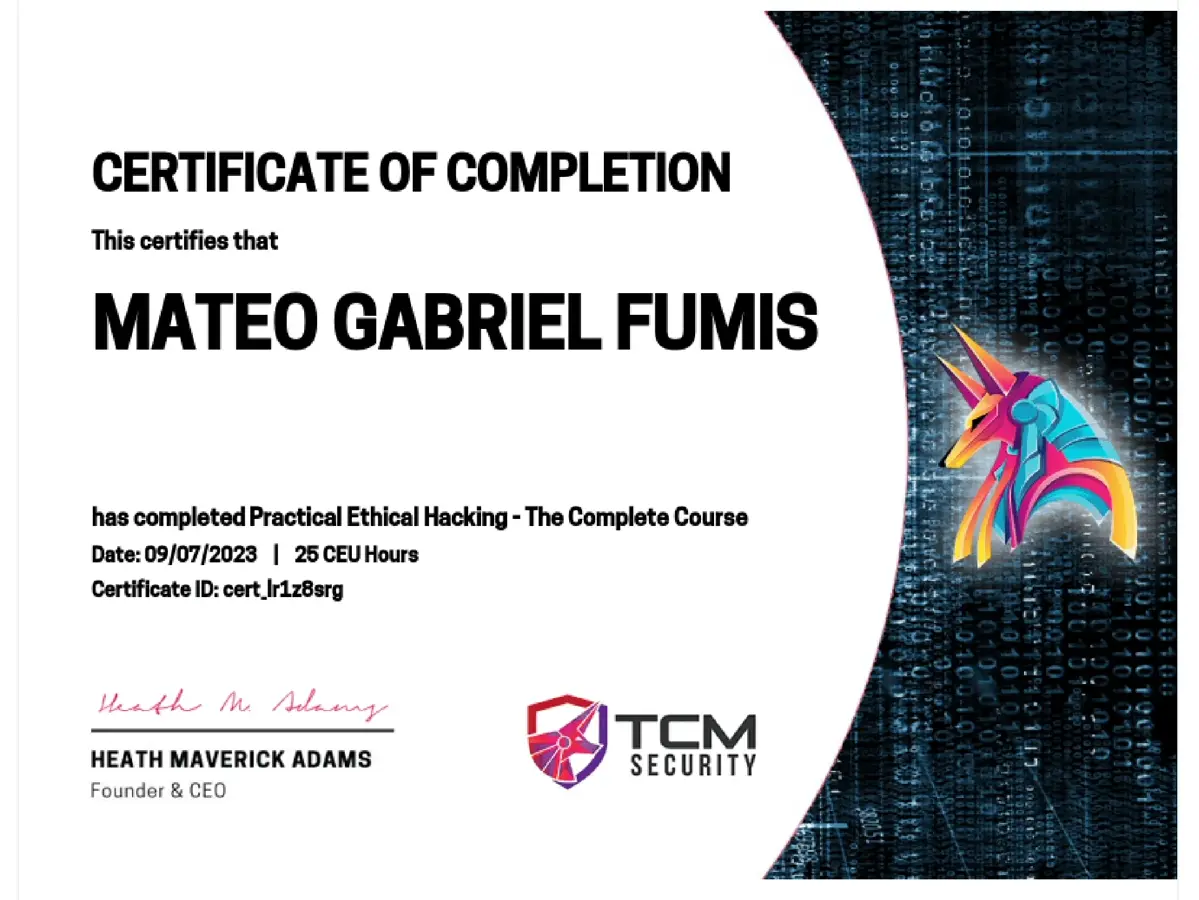 CERTIFICATE OF COMPLETION
This certifies that
MATEO GABRIEL FUMIS
has completed Practical Ethical Hacking - The Complete Course
Date: 09/07/2023 | 25 CEU Hours
Certificate ID: cert_lr1z8srg
Heath M. Adams
HEATH MAVERICK ADAMS
Founder & CEO
TCM
SECURITY